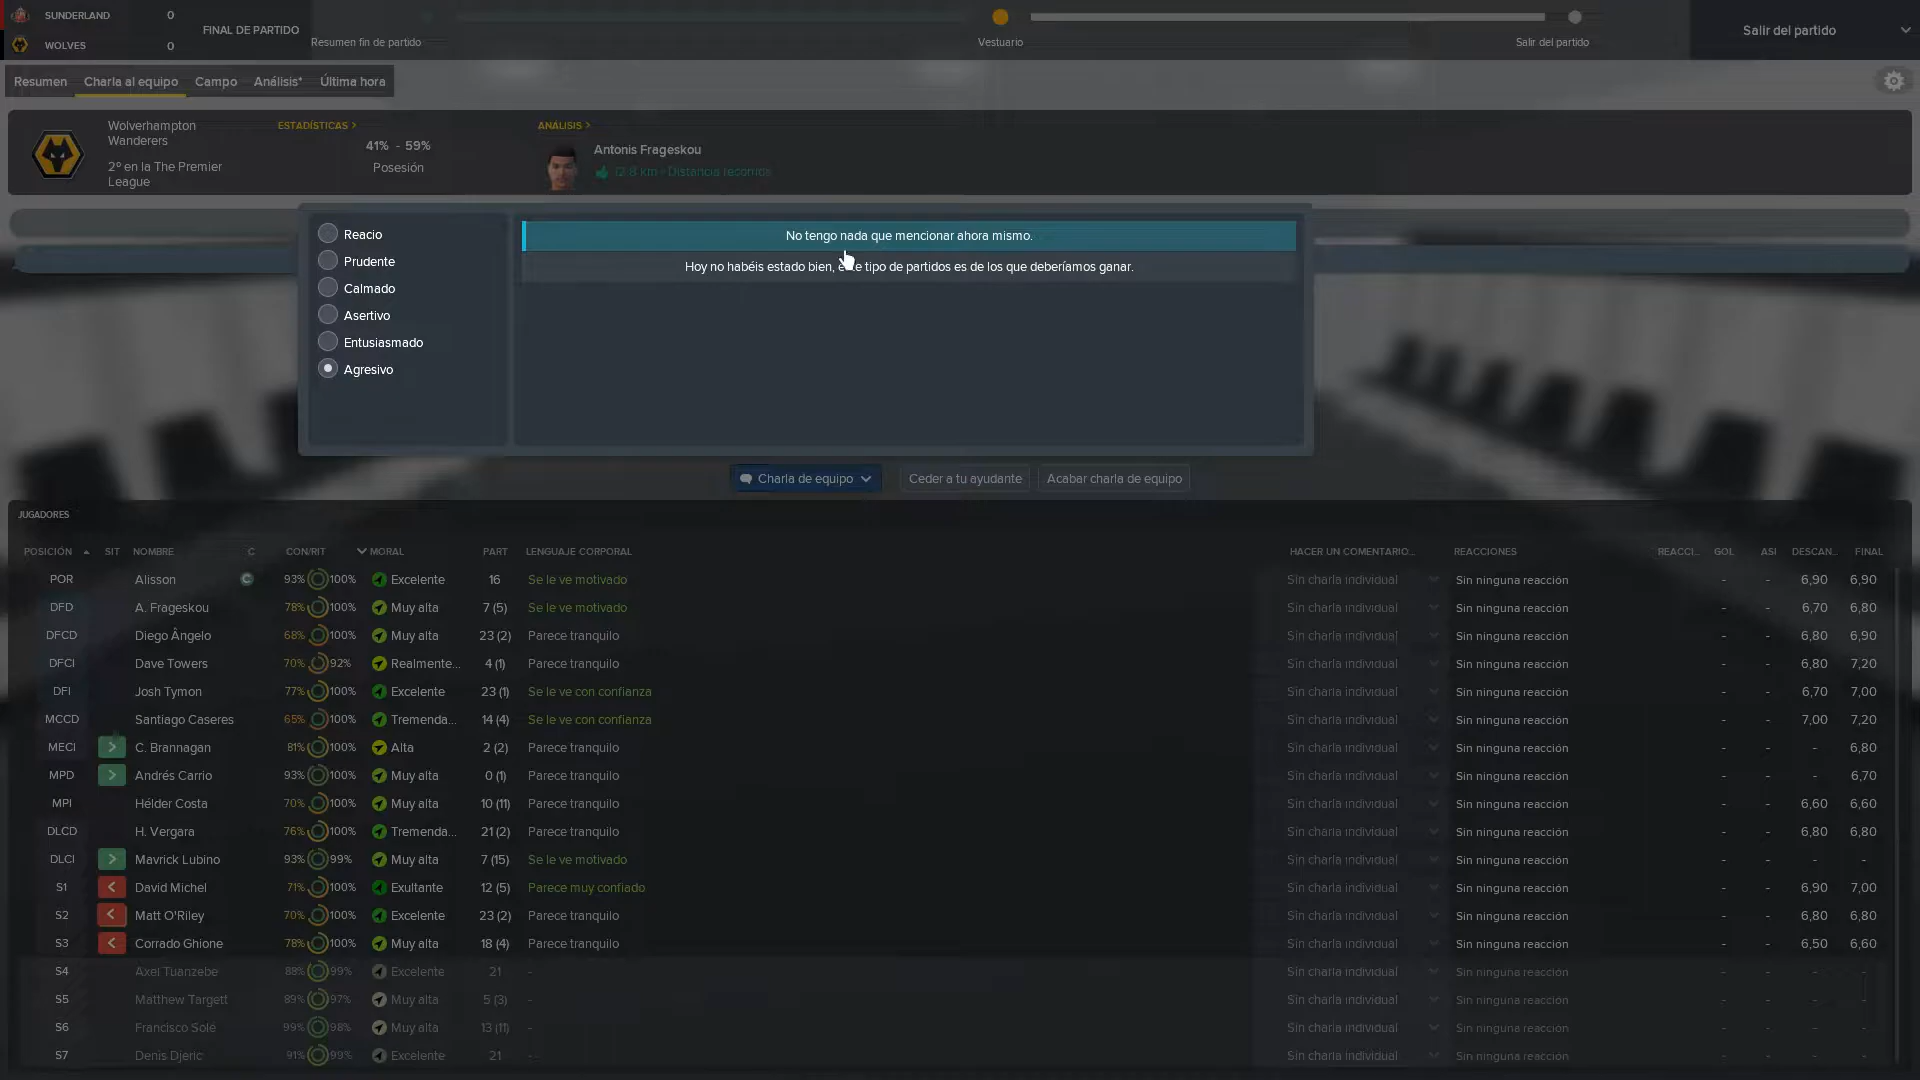 SUNDERLAND 0
WOLVES 0
FINAL DE PARTIDO
Resumen fin de partido
Vestuario
Salir del partido
Salir del partido
Resumen Charla al equipo Campo Análisis* Última hora
Wolverhampton
Wanderers
2º en la The Premier
League
ESTADÍSTICAS >
41% - 59%
Posesión
ANÁLISIS >
Antonis Frageskou
12.8 km - Distancia recorrida
Reacio
Prudente
Calmado
Asertivo
Entusiasmado
Agresivo
No tengo nada que mencionar ahora mismo.
Hoy no habéis estado bien, tipo de partidos es de los que deberíamos ganar.
Charla de equipo Ceder a tu ayudante Acabar charla de equipo
JUGADORES
POSICIÓN SIT NOMBRE C CON/RIT MORAL PART LENGUAJE CORPORAL HACER UN COMENTARIO... REACCIONES REACCI... GOL ASI DESCAN... FINAL
POR Alisson C 93% 100% Excelente 16 Se le ve motivado Sin charla individual Sin ninguna reacción - - 6,90 6,90
DFD A. Frageskou 78% 100% Muy alta 7 (5) Se le ve motivado Sin charla individual Sin ninguna reacción - - 6,70 6,80
DFCD Diego Ângelo 68% 100% Muy alta 23 (2) Parece tranquilo Sin charla individual Sin ninguna reacción - - 6,80 6,90
DFCI Dave Towers 70% 92% Realmente... 4 (1) Parece tranquilo Sin charla individual Sin ninguna reacción - - 6,80 7,20
DFI Josh Tymon 77% 100% Excelente 23 (1) Se le ve con confianza Sin charla individual Sin ninguna reacción - - 6,70 7,00
MCCD Santiago Caseres 65% 100% Tremenda... 14 (4) Se le ve con confianza Sin charla individual Sin ninguna reacción - - 7,00 7,20
MECI C. Brannagan 81% 100% Alta 2 (2) Parece tranquilo Sin charla individual Sin ninguna reacción - - - 6,80
MPD Andrés Carrio 93% 100% Muy alta 0 (1) Parece tranquilo Sin charla individual Sin ninguna reacción - - - 6,70
MPI Hélder Costa 70% 100% Muy alta 10 (11) Parece tranquilo Sin charla individual Sin ninguna reacción - - 6,60 6,60
DLCD H. Vergara 76% 100% Tremenda... 21 (2) Parece tranquilo Sin charla individual Sin ninguna reacción - - 6,80 6,80
DLCI Mavrick Lubino 93% 99% Muy alta 7 (15) Se le ve motivado Sin charla individual Sin ninguna reacción - - - -
S1 David Michel 71% 100% Exultante 12 (5) Parece muy confiado Sin charla individual Sin ninguna reacción - - 6,90 7,00
S2 Matt O'Riley 70% 100% Excelente 23 (2) Parece tranquilo Sin charla individual Sin ninguna reacción - - 6,80 6,80
S3 Corrado Ghione 78% 100% Muy alta 18 (4) Parece tranquilo Sin charla individual Sin ninguna reacción - - 6,50 6,60
S4 Axel Tuanzebe 88% 99% Excelente 21 - Sin charla individual Sin ninguna reacción - - - -
S5 Matthew Targett 89% 97% Muy alta 5 (3) - Sin charla individual Sin ninguna reacción - - - -
S6 Francisco Solé 99% 98% Muy alta 13 (11) - Sin charla individual Sin ninguna reacción - - - -
S7 Denis Djeric 91% 99% Excelente 21 - Sin charla individual Sin ninguna reacción - - - -